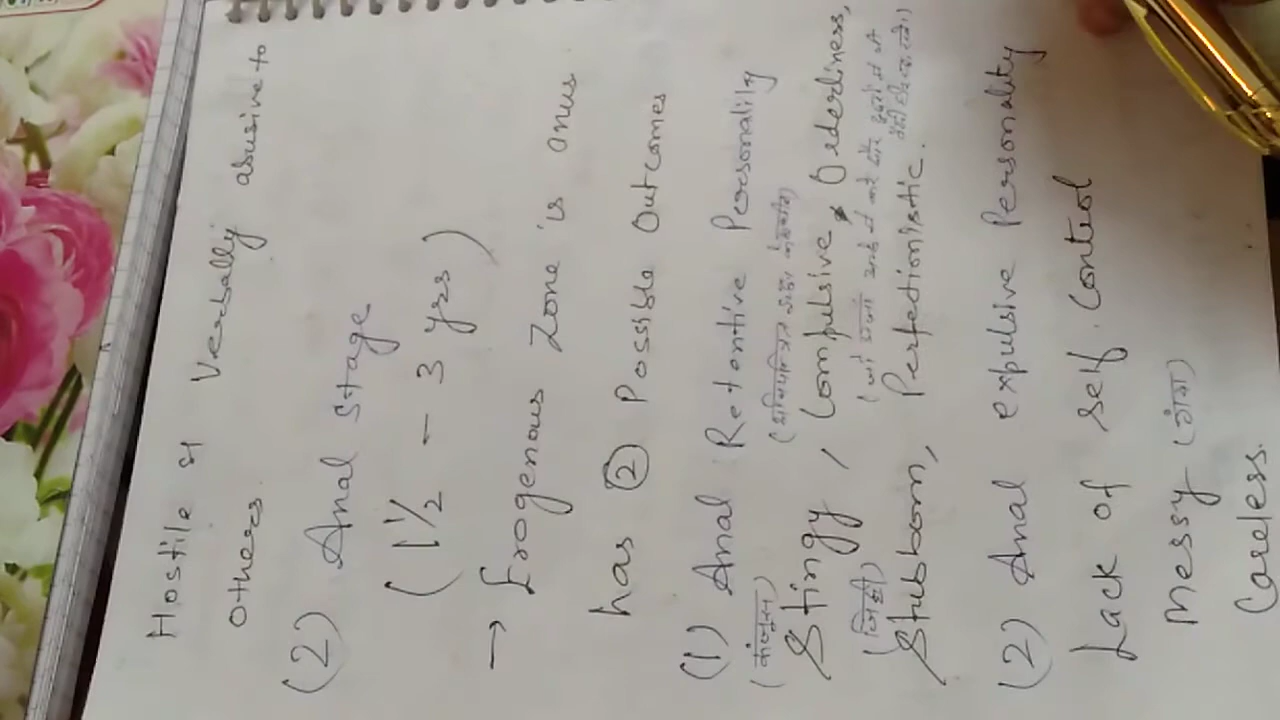 Hostile & Verbally abusive to
others.
(2) Anal Stage
(1½ - 3 yrs)
→ Erogenous Zone is anus
has ② Possible Outcomes
(1) Anal Retentive Personality
(कंजूस)
Stingy, Compulsive Orderliness,
(जिद्दी)
Stubborn, Perfectionistic.
(2) Anal expulsive Personality
Lack of self control
Messy (गंदा)
Careless.